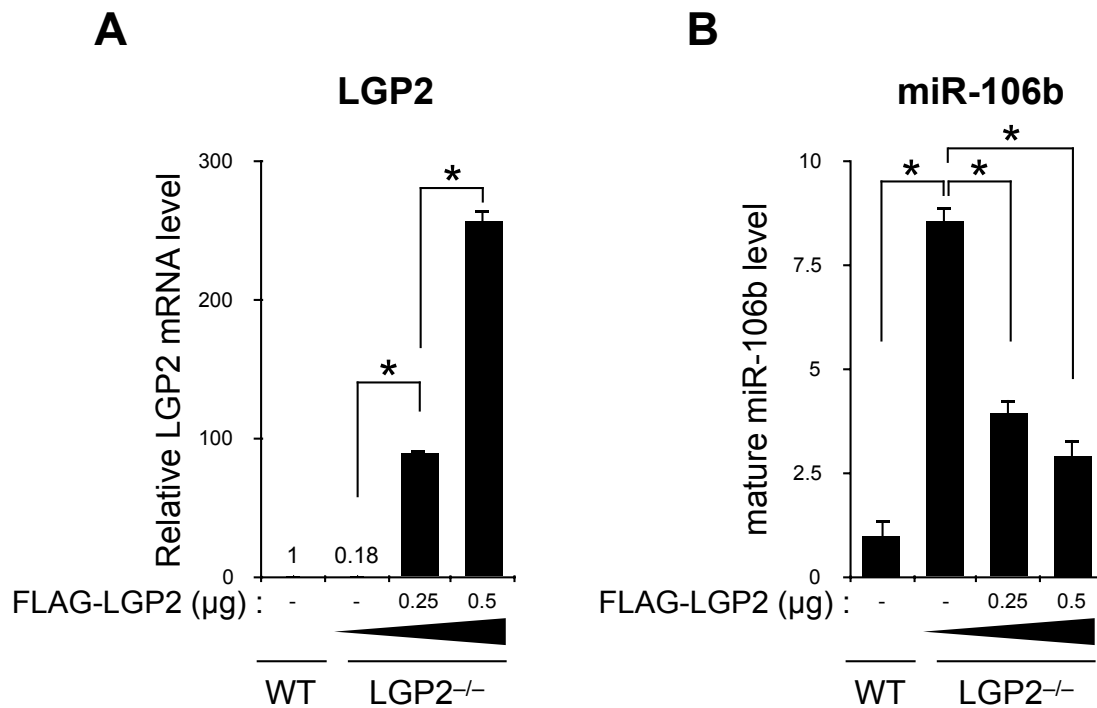 A
LGP2
Relative LGP2 mRNA level
300
200
100
0
*
*
1
0.18
FLAG-LGP2 (µg) :
-
-
0.25
0.5
WT
LGP2–/–
B
miR-106b
mature miR-106b level
10
7.5
5
2.5
0
*
*
*
FLAG-LGP2 (µg) :
-
-
0.25
0.5
WT
LGP2–/–